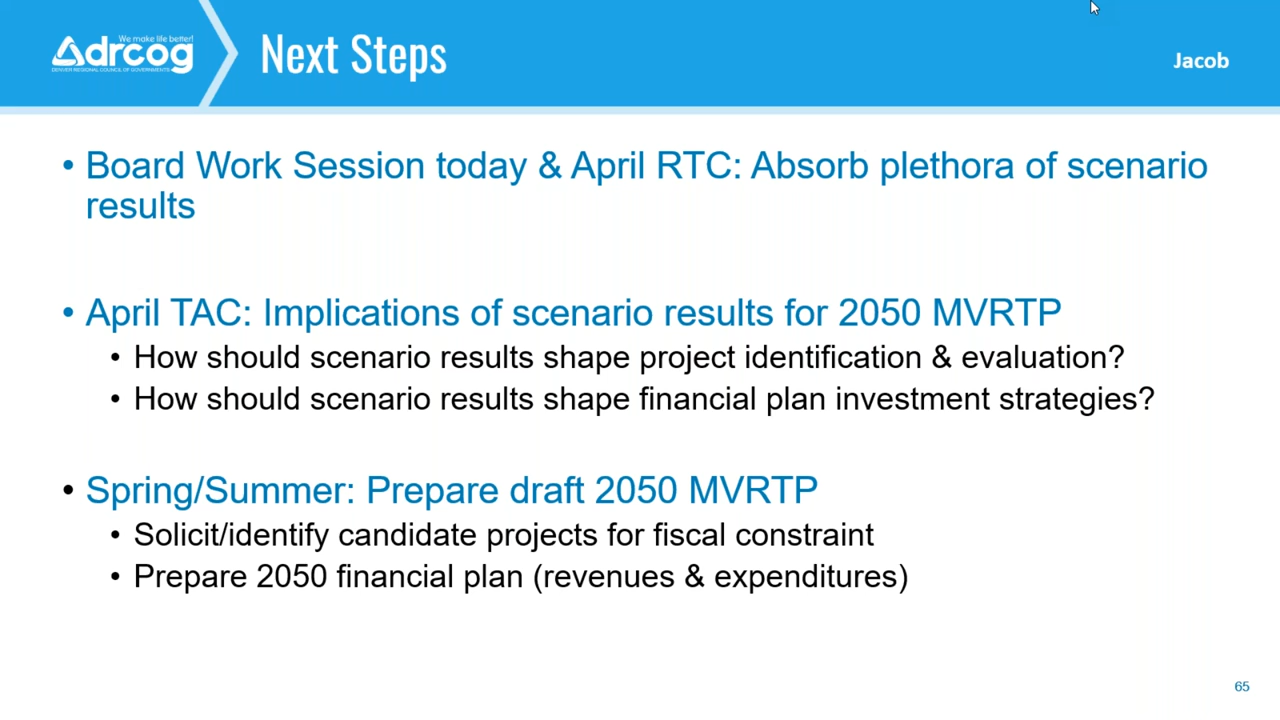 We make life better!
drcog
DENVER REGIONAL COUNCIL OF GOVERNMENTS
Next Steps
Jacob
• Board Work Session today & April RTC: Absorb plethora of scenario
results
• April TAC: Implications of scenario results for 2050 MVRTP
• How should scenario results shape project identification & evaluation?
• How should scenario results shape financial plan investment strategies?
• Spring/Summer: Prepare draft 2050 MVRTP
• Solicit/identify candidate projects for fiscal constraint
• Prepare 2050 financial plan (revenues & expenditures)
65